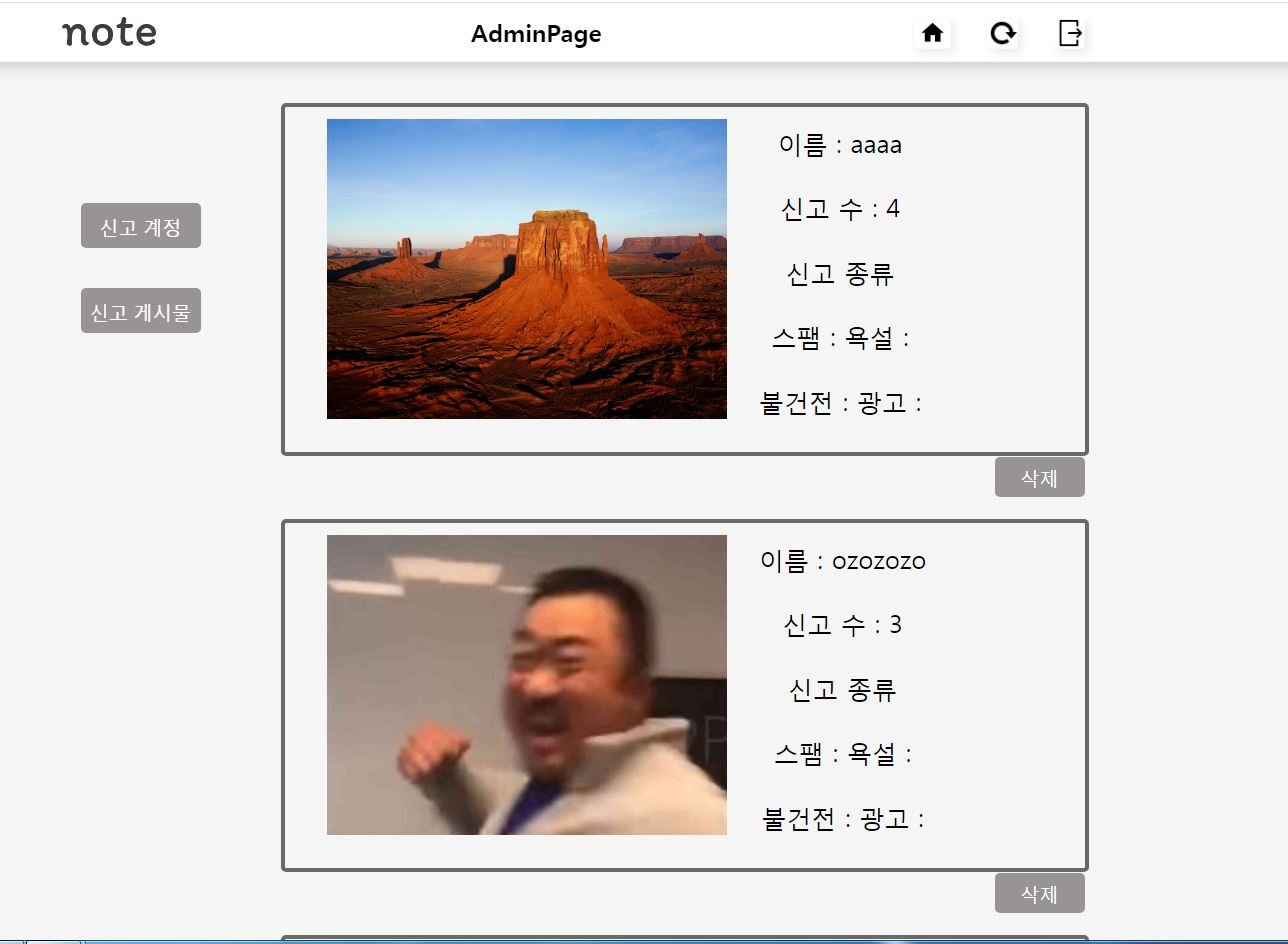 note
AdminPage
신고 계정
신고 게시물
이름 : aaaa
신고 수 : 4
신고 종류
스팸 : 욕설 :
불건전 : 광고 :
삭제
이름 : ozozozo
신고 수 : 3
신고 종류
스팸 : 욕설 :
불건전 : 광고 :
삭제